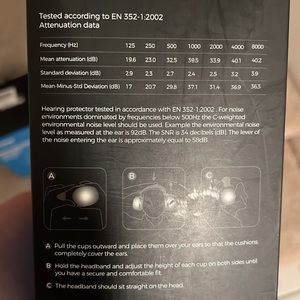 Tested according to EN 352-1:2002
Attenuation data
Frequency (Hz) 125 250 500 1000 2000 4000 8000
Mean attenuation (dB) 19.6 23.0 32.5 39.5 33.9 40.1 40.2
Standard deviation (dB) 2.9 2.3 2.7 2.4 2.5 3.2 3.9
Mean-Minus-Std Deviation (dB) 17 20.7 29.8 37.1 31.4 36.9 36.3
Hearing protector tested in accordance with EN 352-1:2002 . For noise
environments dominated by frequencies below 500Hz the C-weighted
environmental noise level should be used. Example the environmental noise
level as measured at the ear is 92dB. The SNR is 34 decibels (dB).The level of
the noise entering the ear is approximately equal to 58dB.
A
B
C
A Pull the cups outward and place them over your ears so that the cushions
completely cover the ears.
B Hold the headband and adjust the height of each cup on both sides until
you have a secure and comfortable fit.
C The headband should sit straight on the head.